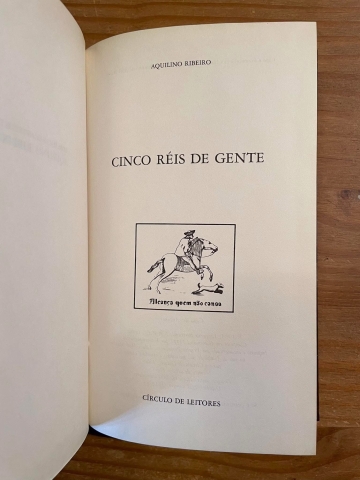 AQUILINO RIBEIRO
CINCO RÉIS DE GENTE
Alcança quem não cansa
CÍRCULO DE LEITORES